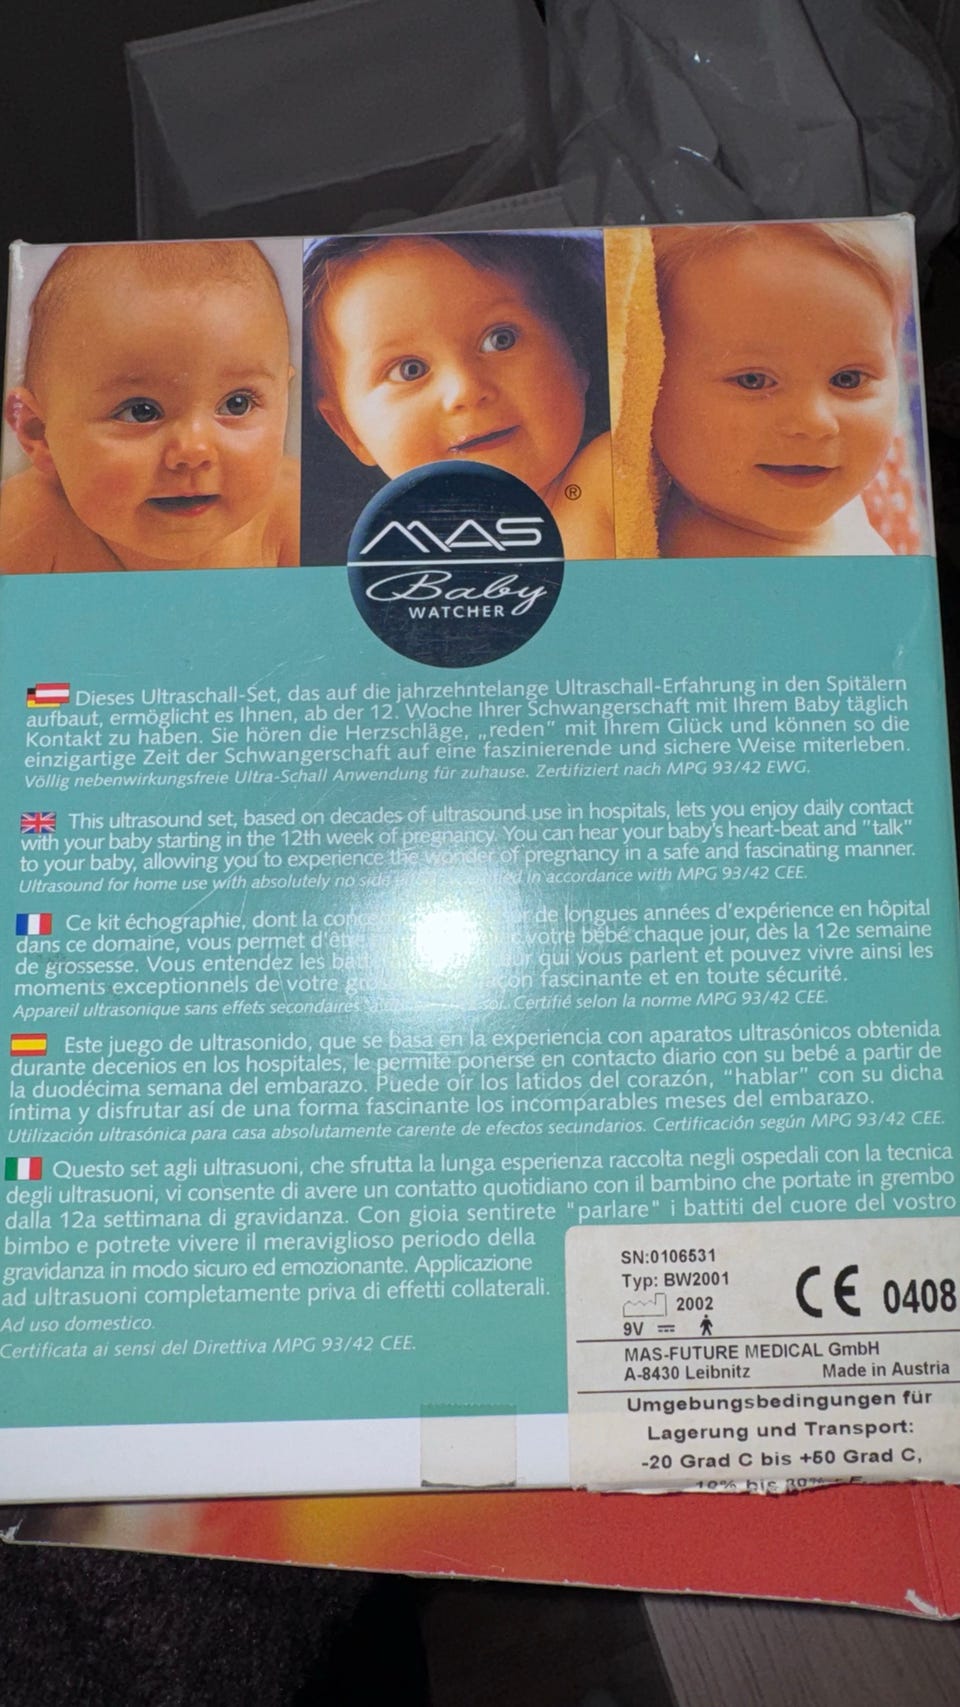 MAS
®
Baby
WATCHER
Dieses Ultraschall-Set, das auf die jahrzehntelange Ultraschall-Erfahrung in den Spitälern
aufbaut, ermöglicht es Ihnen, ab der 12. Woche Ihrer Schwangerschaft mit Ihrem Baby täglich
Kontakt zu haben. Sie hören die Herzschläge, „reden" mit Ihrem Glück und können so die
einzigartige Zeit der Schwangerschaft auf eine faszinierende und sichere Weise miterleben.
Völlig nebenwirkungsfreie Ultra-Schall Anwendung für zuhause. Zertifiziert nach MPG 93/42 EWG.
This ultrasound set, based on decades of ultrasound use in hospitals, lets you enjoy daily contact
with your baby starting in the 12th week of pregnancy. You can hear your baby's heart-beat and "talk"
to your baby, allowing you to experience the wonder of pregnancy in a safe and fascinating manner.
Ultrasound for home use with absolutely no side in accordance with MPG 93/42 CEE.
Ce kit échographie, dont la de longues années d'expérience en hôpital
dans ce domaine, vous permet d'être votre bébé chaque jour, dès la 12e semaine
de grossesse. Vous entendez les qui vous parlent et pouvez vivre ainsi les
moments exceptionnels de votre fascinante et en toute sécurité.
Appareil ultrasonique sans effets secondaires Certifié selon la norme MPG 93/42 CEE.
Este juego de ultrasonido, que se basa en la experiencia con aparatos ultrasónicos obtenida
durante decenios en los hospitales, le permite ponerse en contacto diario con su bebé a partir de
la duodécima semana del embarazo. Puede oír los latidos del corazón, "hablar" con su dicha
íntima y disfrutar así de una forma fascinante los incomparables meses del embarazo.
Utilización ultrasónica para casa absolutamente carente de efectos secundarios. Certificación según MPG 93/42 CEE.
Questo set agli ultrasuoni, che sfrutta la lunga esperienza raccolta negli ospedali con la tecnica
degli ultrasuoni, vi consente di avere un contatto quotidiano con il bambino che portate in grembo
dalla 12a settimana di gravidanza. Con gioia sentirete "parlare" i battiti del cuore del vostro
bimbo e potrete vivere il meraviglioso periodo della
gravidanza in modo sicuro ed emozionante. Applicazione
ad ultrasuoni completamente priva di effetti collaterali.
Ad uso domestico.
Certificata ai sensi del Direttiva MPG 93/42 CEE.
SN:0106531
Typ: BW2001
2002
9V
CE 0408
MAS-FUTURE MEDICAL GmbH
A-8430 Leibnitz Made in Austria
Umgebungsbedingungen für
Lagerung und Transport:
-20 Grad C bis +50 Grad C,